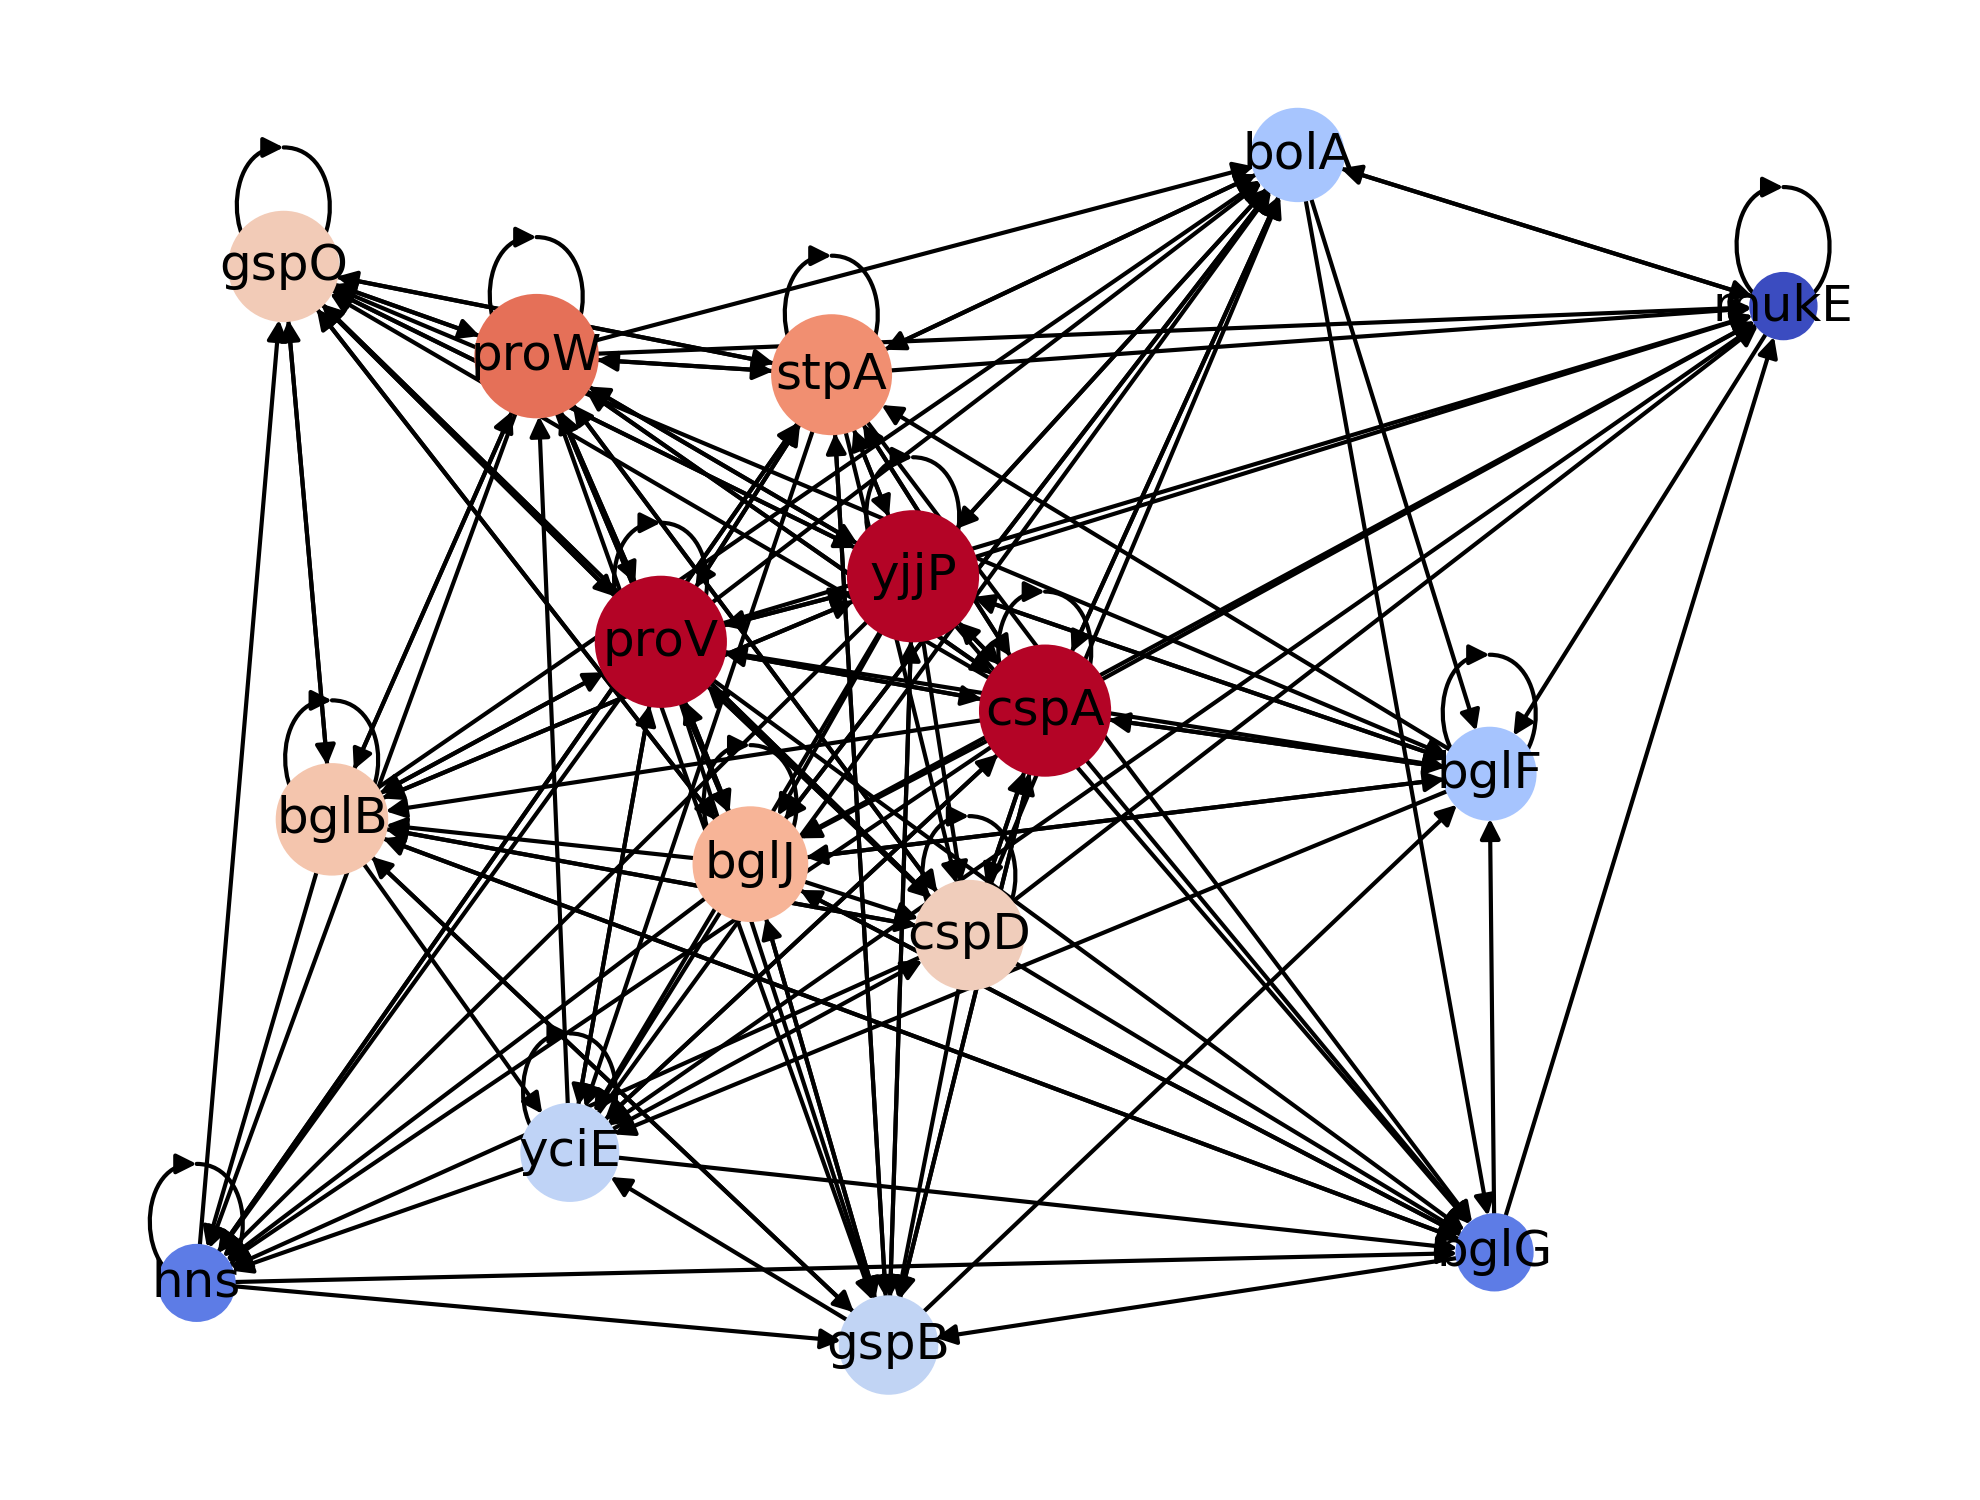 bolA
gspO
mukE
proW
stpA
yjjP
proV
cspA
bglF
bglB
bglJ
cspD
yciE
bglG
hns
gspB